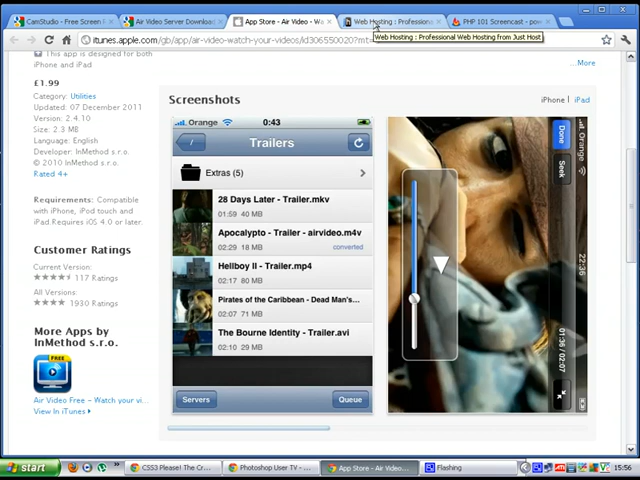 CamStudio - Free Screen R
Air Video Server Download
App Store - Air Video - Wa
Web Hosting : Professiona
PHP 101 Screencast - pow
Web Hosting : Professional Web Hosting from Just Host
itunes.apple.com/gb/app/air-video-watch-your-videos/id306550020?mt=
This app is designed for both
iPhone and iPad
...More
£1.99
Category: Utilities
Updated: 07 December 2011
Version: 2.4.10
Size: 2.3 MB
Language: English
Developer: InMethod s.r.o.
© 2010 InMethod s.r.o.
Rated 4+
Requirements: Compatible
with iPhone, iPod touch and
iPad.Requires iOS 4.0 or later.
Customer Ratings
Current Version:
117 Ratings
All Versions:
1930 Ratings
More Apps by
InMethod s.r.o.
FREE
Air Video Free - Watch your vi...
View In iTunes
Screenshots
iPhone | iPad
Orange 0:43
/ Trailers
Extras (5)
28 Days Later - Trailer.mkv
01:59 40 MB
Apocalypto - Trailer - airvideo.m4v
02:29 18 MB converted
Hellboy II - Trailer.mp4
02:17 38 MB
Pirates of the Caribbean - Dead Man's...
02:07 71 MB
The Bourne Identity - Trailer.avi
02:10 29 MB
Servers Queue
Orange
22:36
Done
Seek
01:36 / 02:07
start
CSS3 Please! The Cr...
Photoshop User TV - ...
App Store - Air Video...
Flashing
15:56